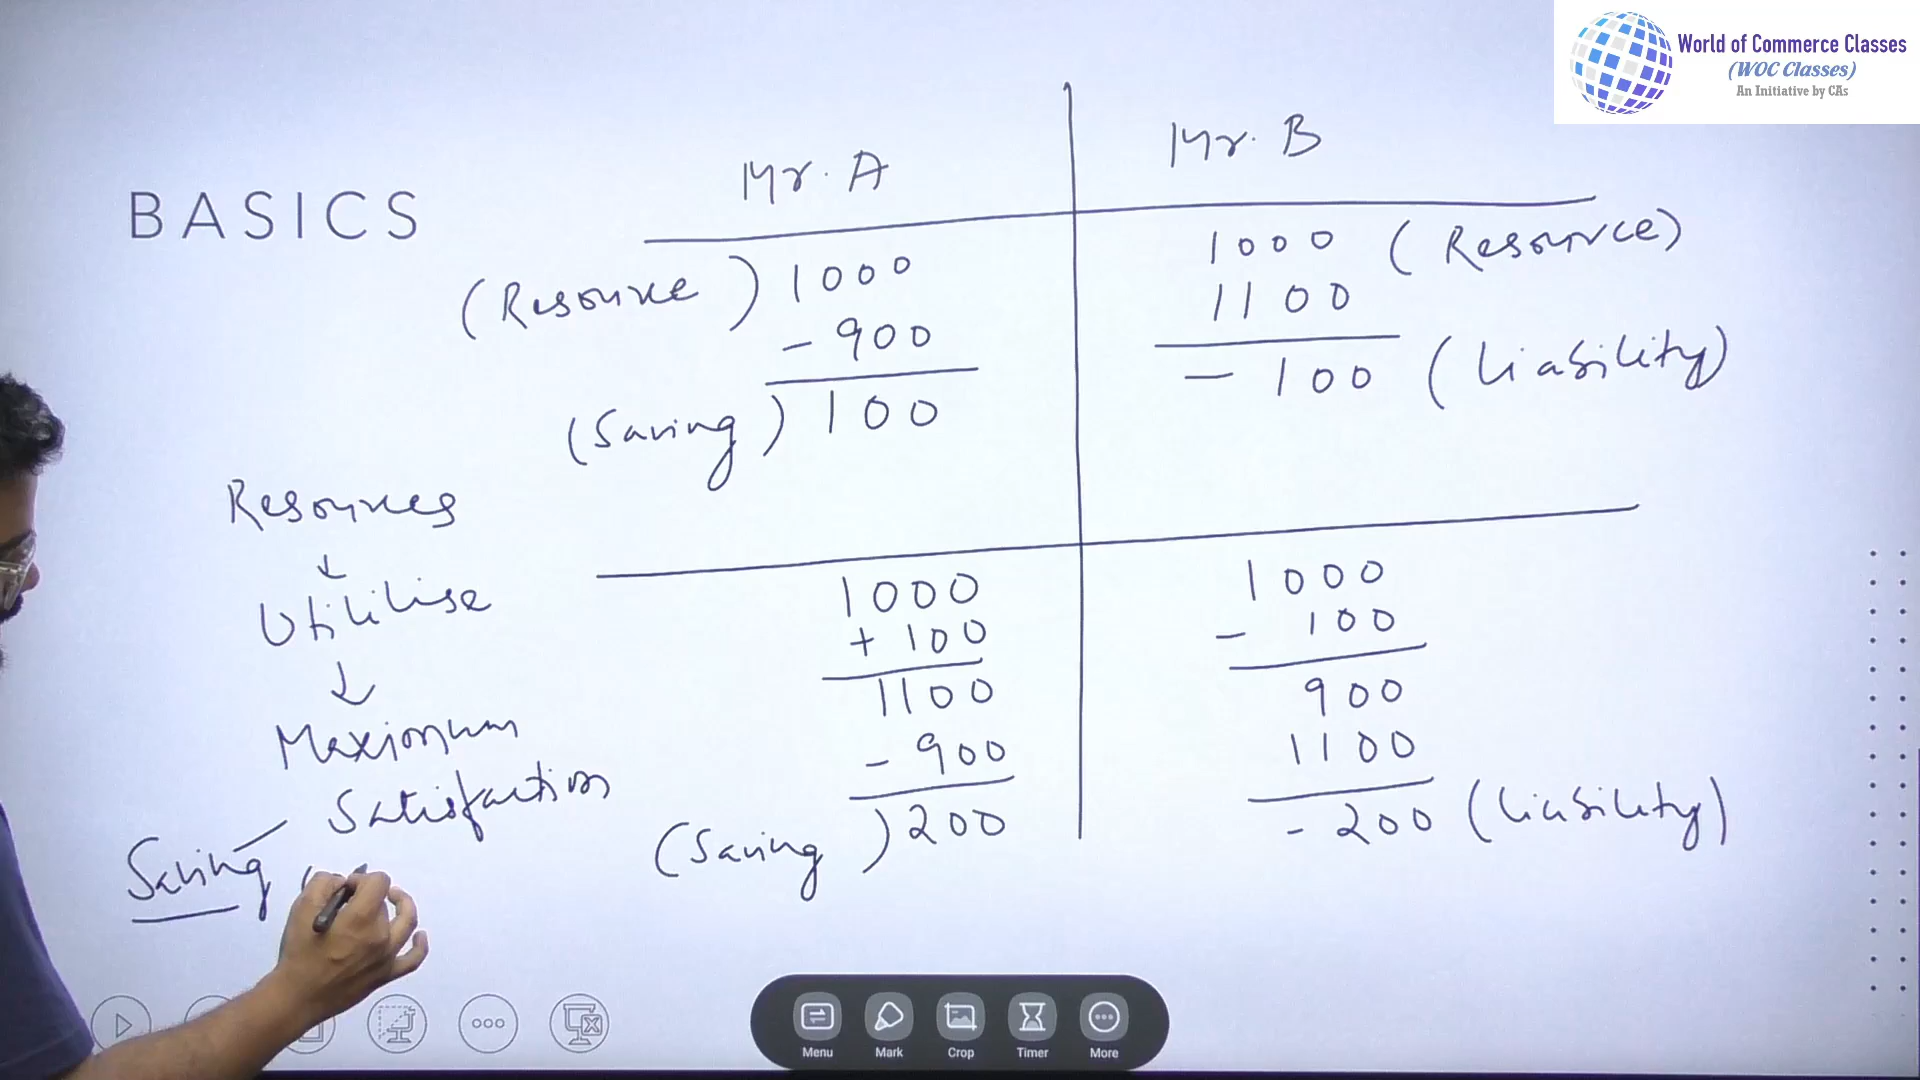 World of Commerce Classes
(WOC Classes)
An Initiative by CAs
BASICS
Mr. A
(Resource) 1000
- 900
(Saving) 100
Mr. B
1000 (Resource)
1100
- 100 (Liability)
Resources
↓
Utilise
↓
Maximum
Satisfaction
Saving
1000
+ 100
1100
- 900
(Saving) 200
1000
- 100
900
1100
- 200 (Liability)
Menu
Mark
Crop
Timer
More